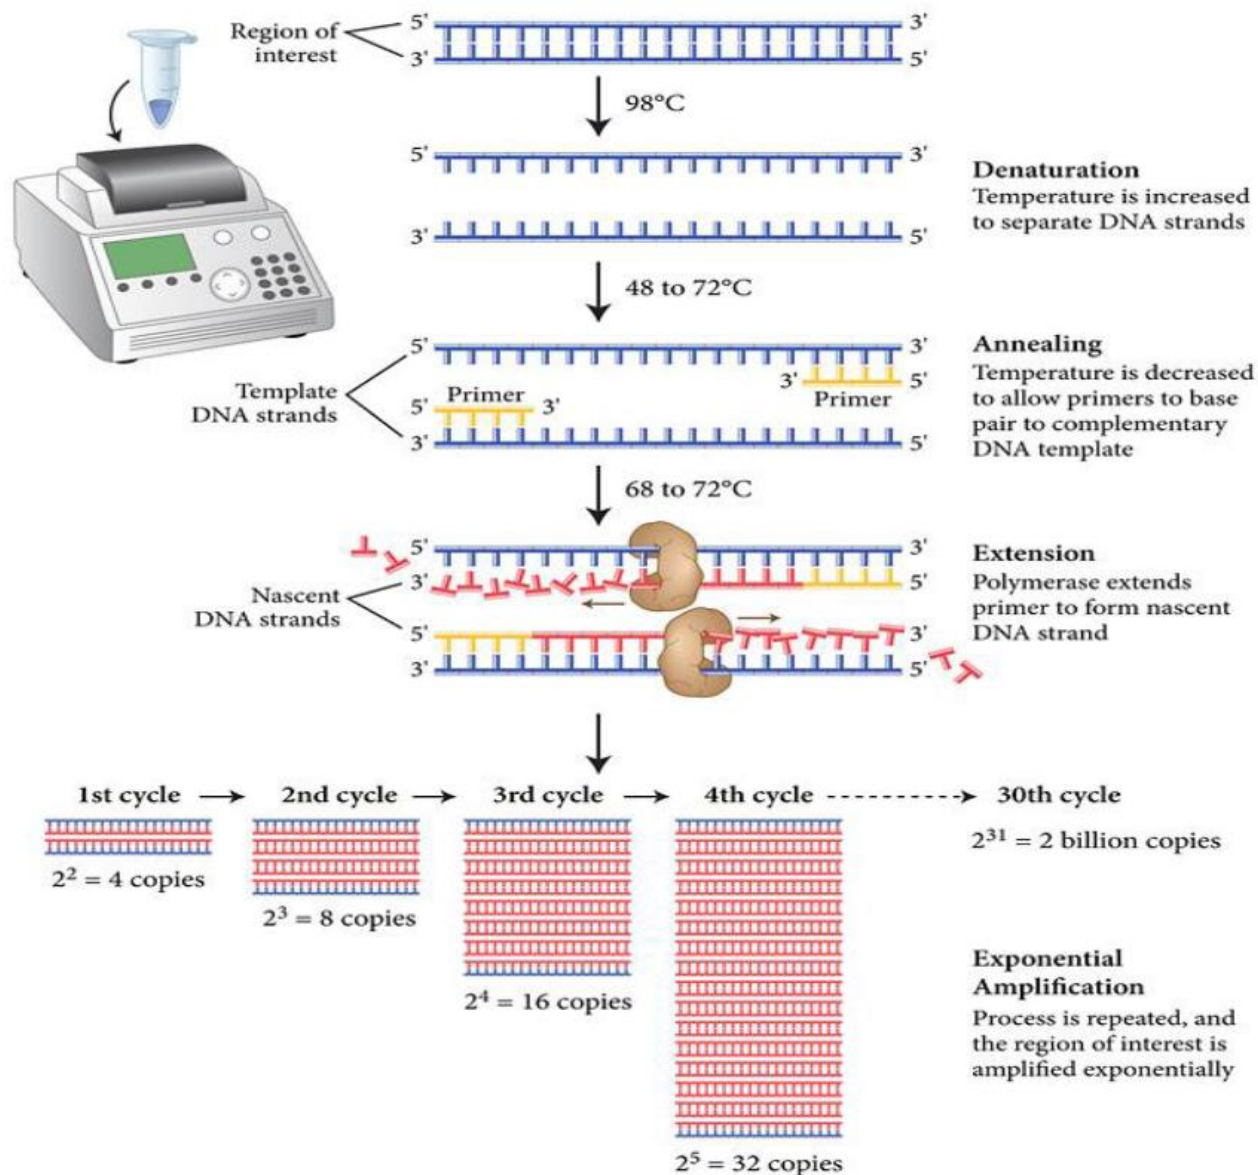 Region of
interest
5' 3'
3' 5'
98°C
5' 3'
3' 5'
Denaturation
Temperature is increased
to separate DNA strands
48 to 72°C
Template
DNA strands
5' 3'
3' 5'
Primer
Primer
5' 3'
3' 5'
Annealing
Temperature is decreased
to allow primers to base
pair to complementary
DNA template
68 to 72°C
Nascent
DNA strands
5' 3'
3' 5'
5' 3'
3' 5'
Extension
Polymerase extends
primer to form nascent
DNA strand
1st cycle
2² = 4 copies
2nd cycle
2³ = 8 copies
3rd cycle
2⁴ = 16 copies
4th cycle
2⁵ = 32 copies
30th cycle
2³¹ = 2 billion copies
Exponential
Amplification
Process is repeated, and
the region of interest is
amplified exponentially